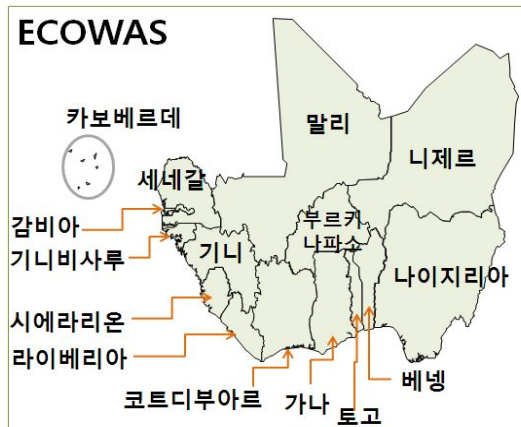 ECOWAS
카보베르데
말리
니제르
세네갈
감비아
부르카
나파소
기니비사루
기니
나이지리아
시에라리온
라이베리아
베넹
코트디부아르
가나
토고